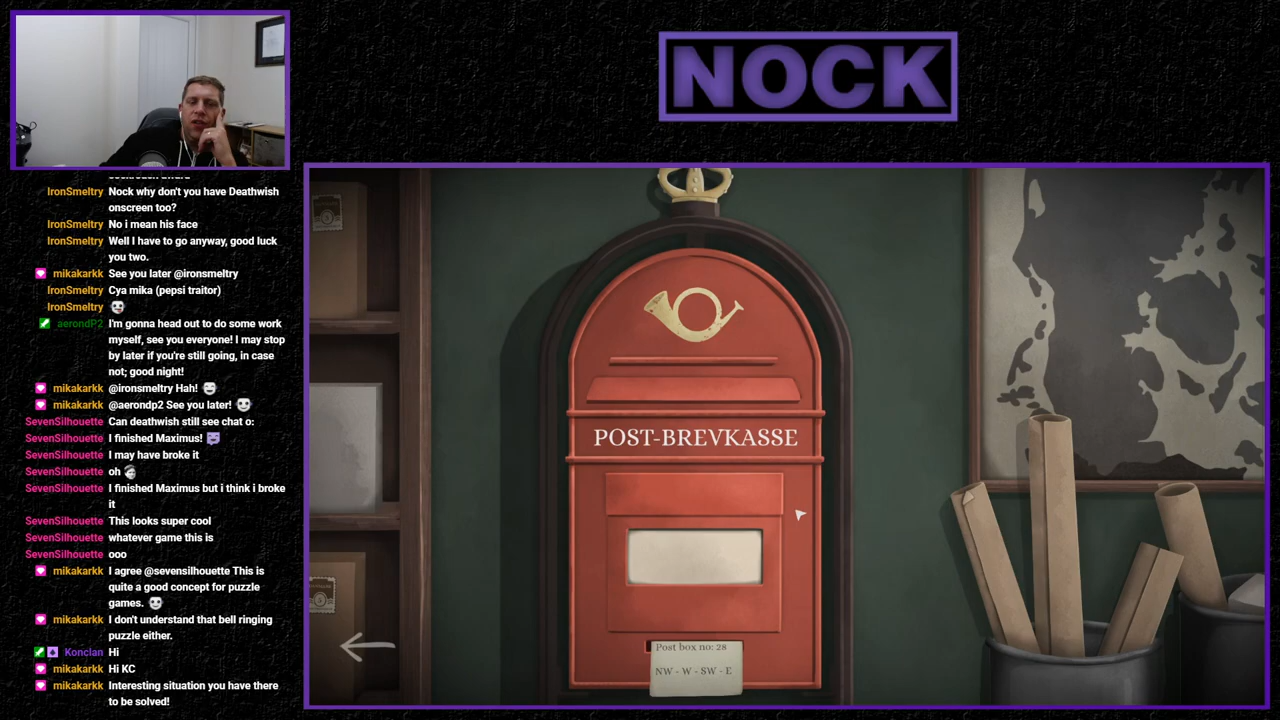 NOCK
IronSmeltry Nock why don't you have Deathwish
onscreen too?
IronSmeltry No i mean his face
IronSmeltry Well I have to go anyway, good luck
you two.
mikakarkk See you later @ironsmeltry
IronSmeltry Cya mika (pepsi traitor)
IronSmeltry
aerondP2 I'm gonna head out to do some work
myself, see you everyone! I may stop
by later if you're still going, in case
not; good night!
mikakarkk @ironsmeltry Hah!
mikakarkk @aerondp2 See you later!
SevenSilhouette Can deathwish still see chat o:
SevenSilhouette I finished Maximus!
SevenSilhouette I may have broke it
SevenSilhouette oh
SevenSilhouette I finished Maximus but i think i broke
it
SevenSilhouette This looks super cool
SevenSilhouette whatever game this is
SevenSilhouette ooo
mikakarkk I agree @sevensilhouette This is
quite a good concept for puzzle
games.
mikakarkk I don't understand that bell ringing
puzzle either.
Konclan Hi
mikakarkk Hi KC
mikakarkk Interesting situation you have there
to be solved!
POST-BREVKASSE
Post box no: 28
NW - W - SW - E